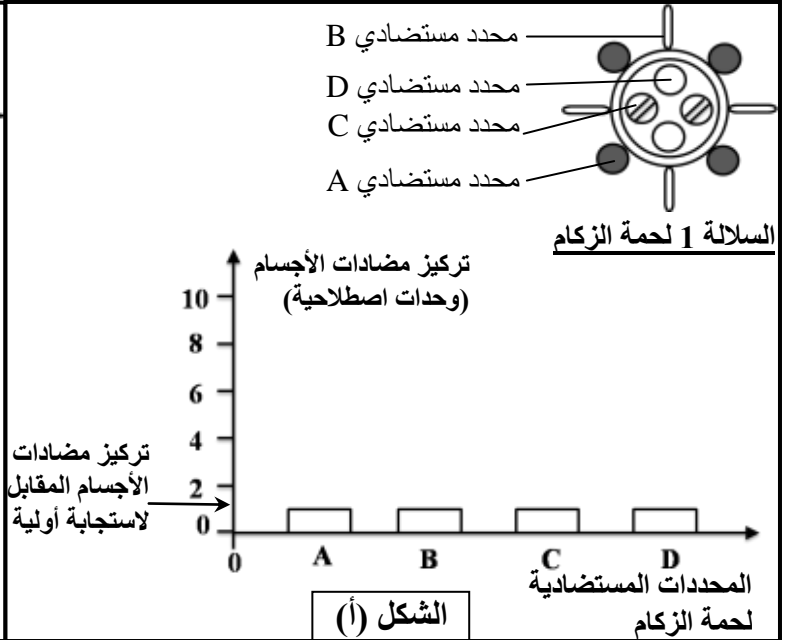 محدد مستضادي B
محدد مستضادي D
محدد مستضادي C
محدد مستضادي A
السلالة 1 لحمة الزكام
تركيز مضادات الأجسام
(وحدات اصطلاحية)
10
8
6
4
2
0
تركيز مضادات
الأجسام المقابل
لاستجابة أولية
0 A B C D
المحددات المستضادية
لحمة الزكام
الشكل (أ)